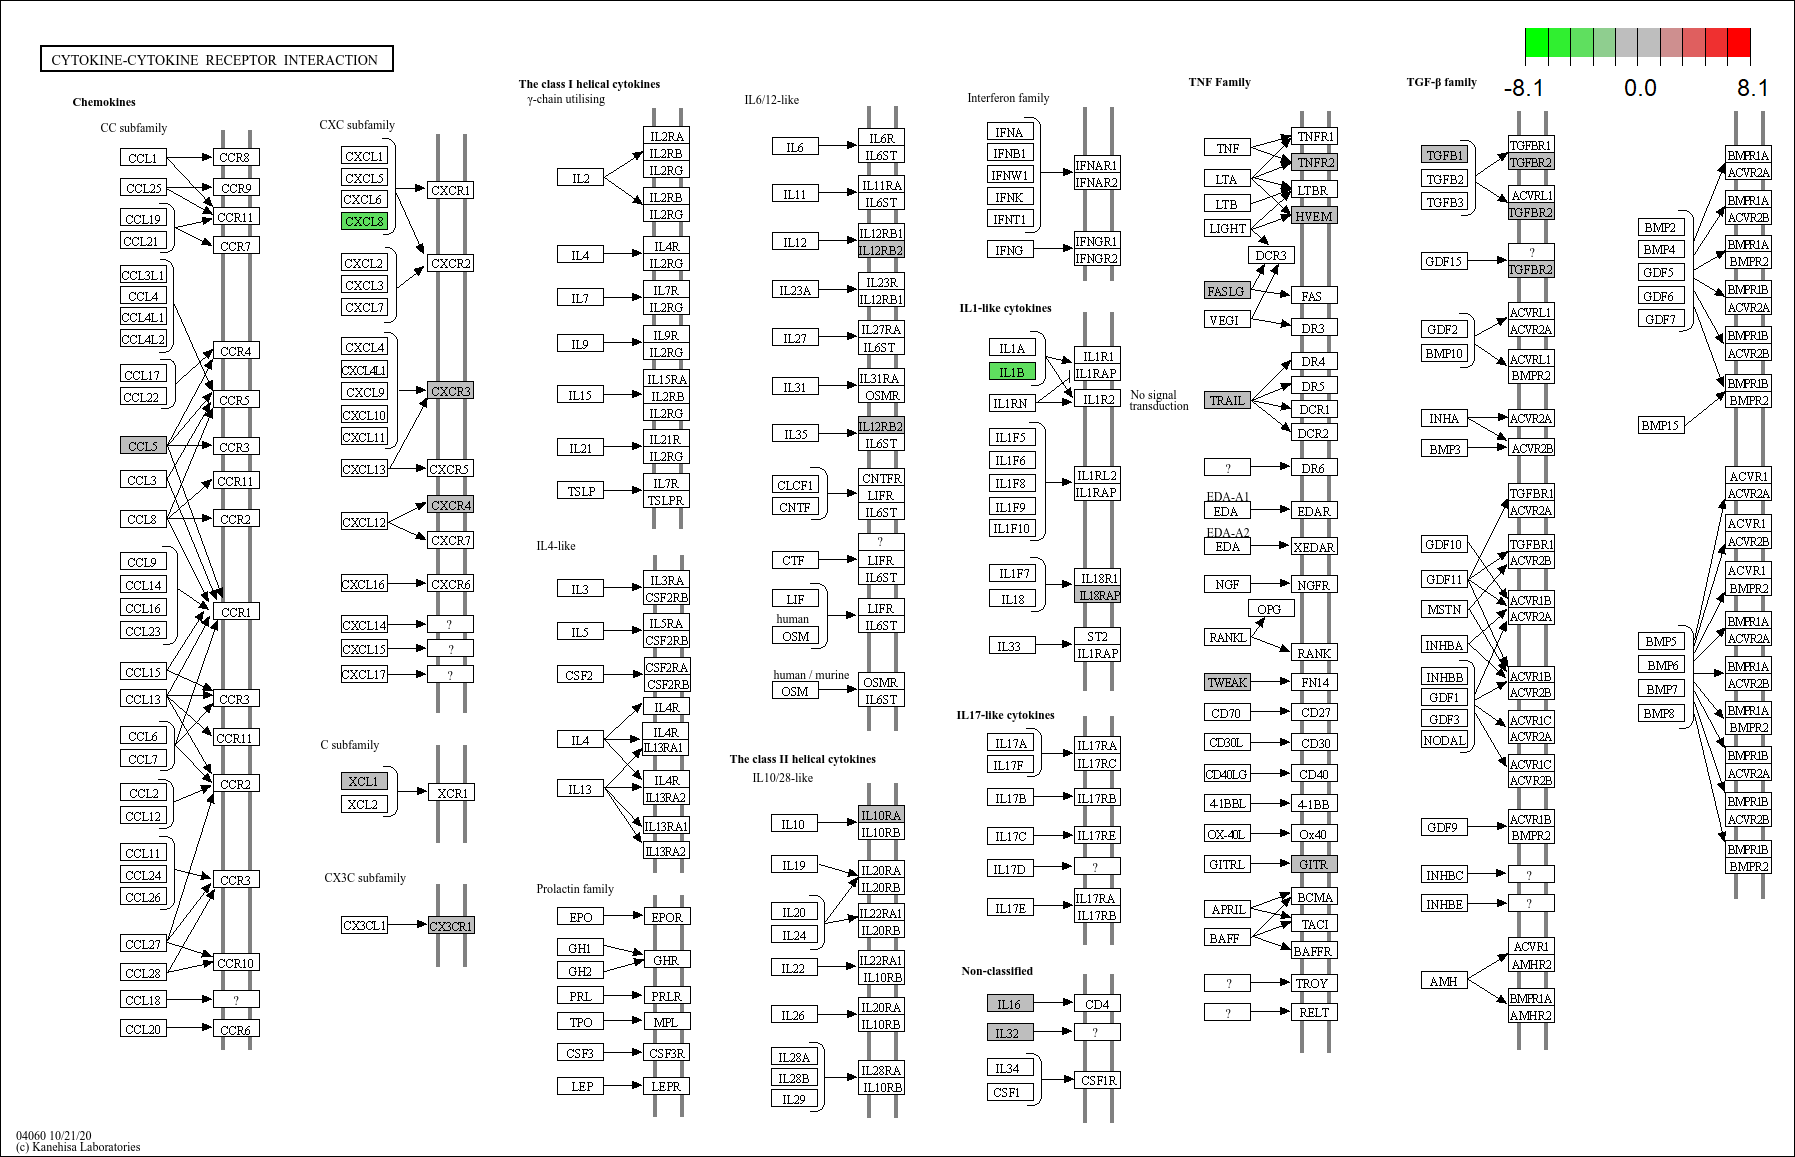 CYTOKINE-CYTOKINE RECEPTOR INTERACTION
-8.1 0.0 8.1
Chemokines
CC subfamily
CCL1 CCR8
CCL25 CCR9
CCL19 CCR11
CCL21 CCR7
CCL3L1
CCL4
CCL4L1
CCL4L2
CCR4
CCL17
CCL22 CCR5
CCL5 CCR3
CCL3 CCR11
CCL8 CCR2
CCL9
CCL14
CCL16 CCR1
CCL23
CCL15
CCL13 CCR3
CCL6 CCR11
CCL7
CCR2
CCL2
CCL12
CCL11
CCL24 CCR3
CCL26
CCL27
CCR10
CCL28
CCL18 ?
CCL20 CCR6
CXC subfamily
CXCL1
CXCL5
CXCR1
CXCL6
CXCL8
CXCL2 CXCR2
CXCL3
CXCL7
CXCL4
CXCL4L1
CXCL9 CXCR3
CXCL10
CXCL11
CXCL13 CXCR5
CXCR4
CXCL12
CXCR7
CXCL16 CXCR6
CXCL14 ?
CXCL15 ?
CXCL17 ?
C subfamily
XCL1
XCR1
XCL2
CX3C subfamily
CX3CL1 CX3CR1
The class I helical cytokines
γ-chain utilising
IL2RA
IL2RB
IL2RG
IL2
IL2RB
IL2RG
IL4 IL4R
IL2RG
IL7 IL7R
IL2RG
IL9 IL9R
IL2RG
IL15RA
IL15 IL2RB
IL2RG
IL21 IL21R
IL2RG
TSLP IL7R
TSLPR
IL4-like
IL3 IL3RA
CSF2RB
IL5 IL5RA
CSF2RB
CSF2 CSF2RA
CSF2RB
IL4R
IL4 IL4R
IL13RA1
IL13 IL4R
IL13RA2
IL13RA1
IL13RA2
Prolactin family
EPO EPOR
GH1
GHR
GH2
PRL PRLR
TPO MPL
CSF3 CSF3R
LEP LEPR
IL6/12-like
IL6 IL6R
IL6ST
IL11 IL11RA
IL6ST
IL12 IL12RB1
IL12RB2
IL23A IL23R
IL12RB1
IL27 IL27RA
IL6ST
IL31 IL31RA
OSMR
IL35 IL12RB2
IL6ST
CLCF1 CNTFR
LIFR
CNTF IL6ST
?
CTF LIFR
IL6ST
LIF LIFR
human
OSM IL6ST
human / murine
OSM OSMR
IL6ST
The class II helical cytokines
IL10/28-like
IL10 IL10RA
IL10RB
IL19 IL20RA
IL20RB
IL20 IL22RA1
IL24 IL20RB
IL22 IL22RA1
IL10RB
IL26 IL20RA
IL10RB
IL28A
IL28B IL28RA
IL10RB
IL29
Interferon family
IFNA
IFNB1
IFNW1 IFNAR1
IFNAR2
IFNK
IFNT1
IFNG IFNGR1
IFNGR2
IL1-like cytokines
IL1A IL1R1
IL1B IL1RAP
IL1RN IL1R2
No signal
transduction
IL1F5
IL1F6
IL1F8 IL1RL2
IL1RAP
IL1F9
IL1F10
IL1F7 IL18R1
IL18 IL18RAP
IL33 ST2
IL1RAP
IL17-like cytokines
IL17A IL17RA
IL17F IL17RC
IL17B IL17RB
IL17C IL17RE
IL17D ?
IL17E IL17RA
IL17RB
Non-classified
IL16 CD4
IL32 ?
IL34
CSF1R
CSF1
TNF Family
TNF TNFR1
TNFR2
LTA LTBR
LTB HVEM
LIGHT
DCR3
FASLG FAS
VEGI DR3
DR4
DR5
TRAIL DCR1
DCR2
? DR6
EDA-A1
EDA EDAR
EDA-A2
EDA XEDAR
NGF NGFR
OPG
RANKL
RANK
TWEAK FN14
CD70 CD27
CD30L CD30
CD40LG CD40
4-1BBL 4-1BB
OX-40L Ox40
GITRL GITR
BCMA
APRIL TACI
BAFF BAFFR
? TROY
? RELT
TGF-β family
TGFB1 TGFBR1
TGFBR2
TGFB2 ACVRL1
TGFB3 TGFBR2
GDF15 ?
TGFBR2
GDF2 ACVRL1
ACVR2A
BMP10 ACVRL1
BMPR2
INHA ACVR2A
BMP3 ACVR2B
TGFBR1
ACVR2A
GDF10 TGFBR1
ACVR2B
GDF11
MSTN ACVR1B
ACVR2A
INHBA
INHBB ACVR1B
GDF1 ACVR2B
GDF3 ACVR1C
NODAL ACVR2A
ACVR1C
ACVR2B
GDF9 ACVR1B
BMPR2
INHBC ?
INHBE ?
ACVR1
AMHR2
AMH
BMPR1A
AMHR2
BMPR1A
ACVR2A
BMPR1A
BMP2 ACVR2B
BMP4 BMPR1A
GDF5 BMPR2
GDF6 BMPR1B
GDF7 ACVR2A
BMPR1B
ACVR2B
BMPR1B
BMPR2
BMP15
ACVR1
ACVR2A
ACVR1
ACVR2B
ACVR1
BMPR2
BMP5 BMPR1A
ACVR2A
BMP6 BMPR1A
BMP7 ACVR2B
BMP8 BMPR1A
BMPR2
BMPR1B
ACVR2A
BMPR1B
ACVR2B
BMPR1B
BMPR2
04060 10/21/20
(c) Kanehisa Laboratories